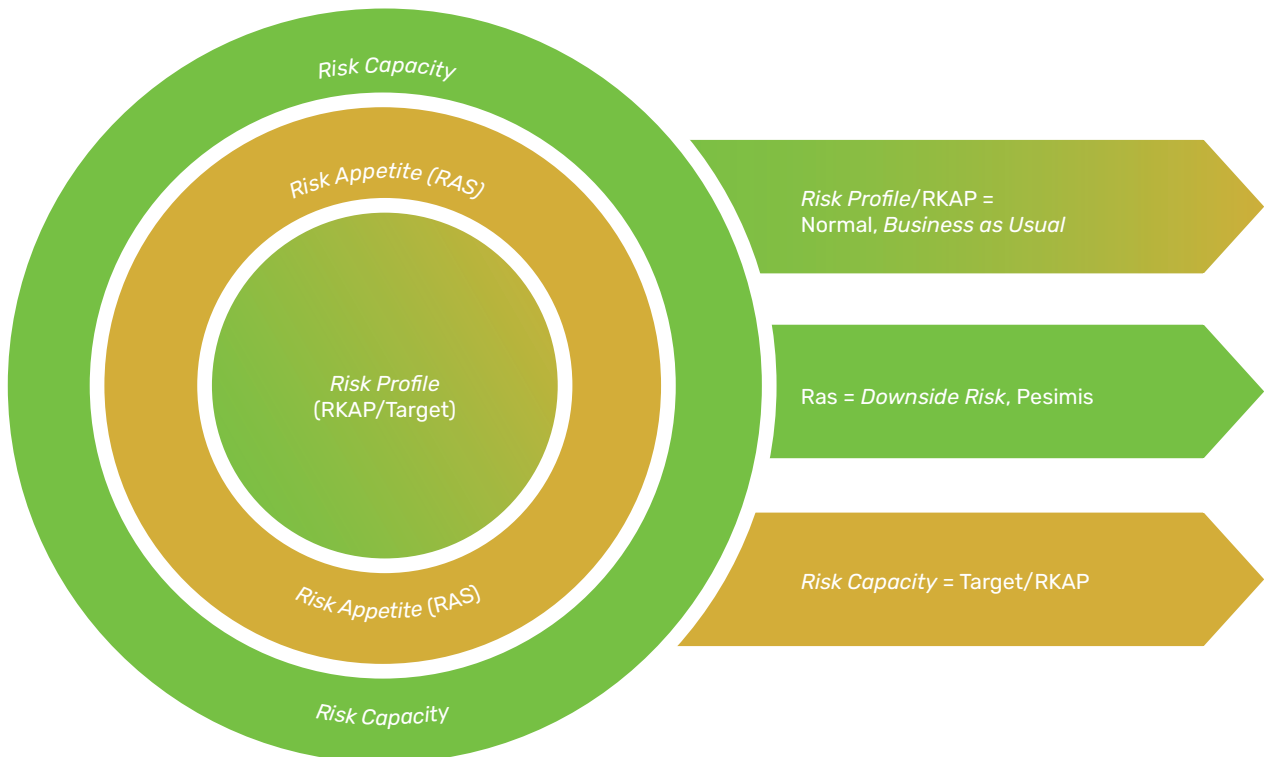 Risk Capacity
Risk Appetite (RAS)
Risk Profile
(RKAP/Target)
Risk Appetite (RAS)
Risk Capacity
Risk Profile/RKAP =
Normal, Business as Usual
Ras = Downside Risk, Pesimis
Risk Capacity = Target/RKAP